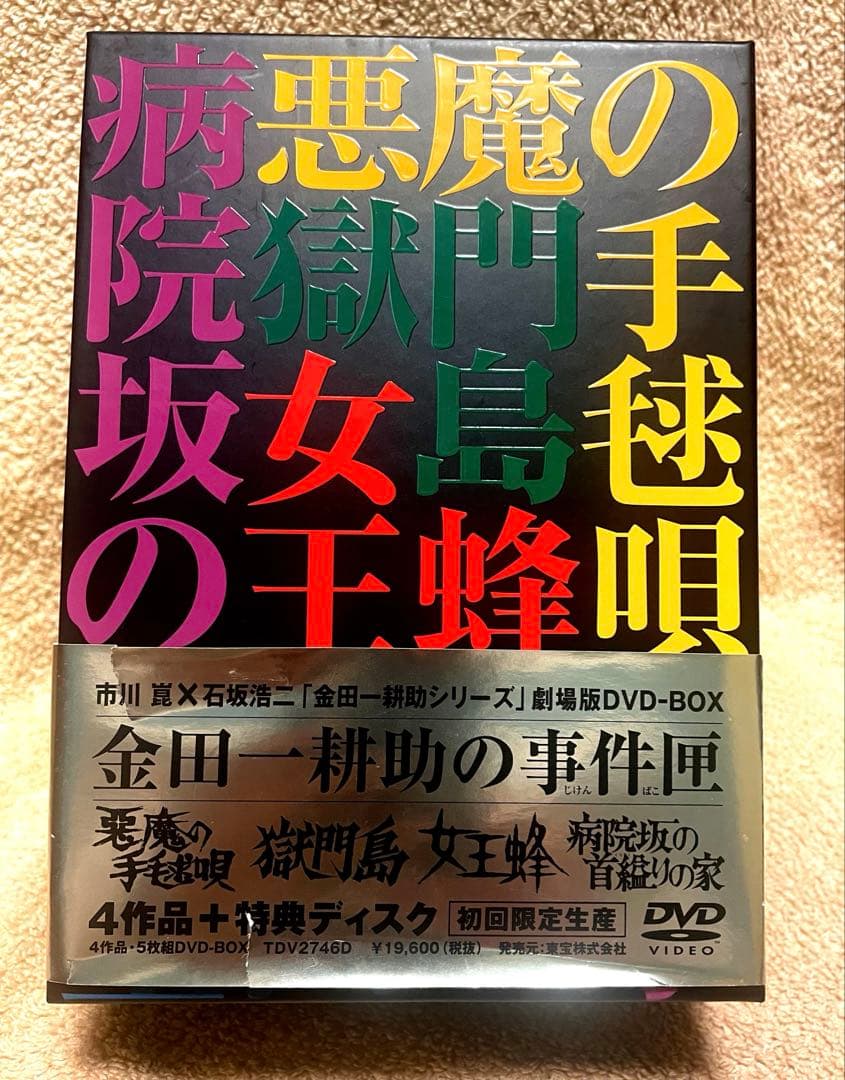 悪魔の手毬唄
獄門島
女王蜂
病院坂の
市川 崑×石坂浩二「金田一耕助シリーズ」劇場版DVD-BOX
金田一耕助の事件匣
じけん ばこ
悪魔の
手毬唄
獄門島
女王蜂
病院坂の
首縊りの家
4作品+特典ディスク 初回限定生産
4作品・5枚組DVD-BOX TDV2746D ¥19,600(税抜) 発売元:東宝株式会社
DVD
VIDEO™